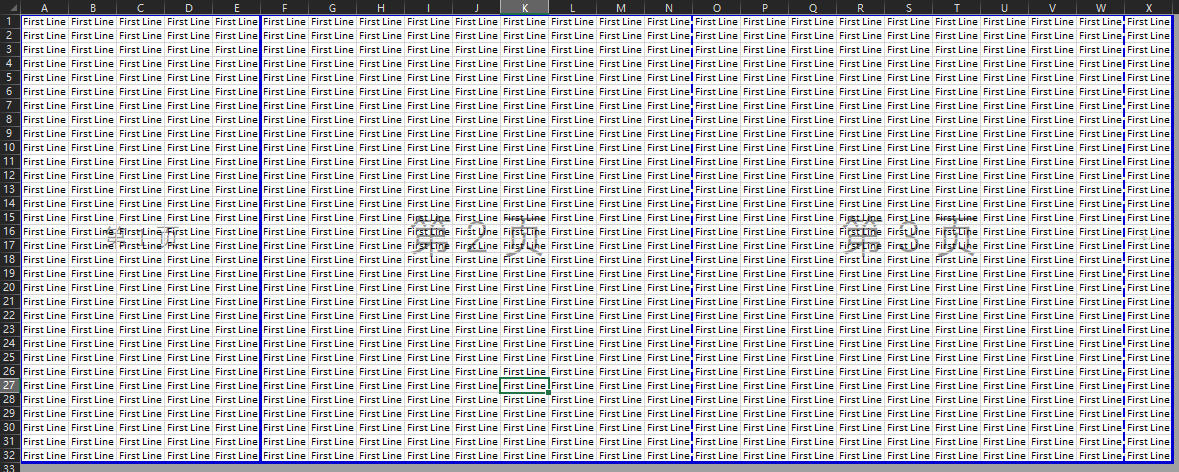 A B C D E F G H I J K L M N O P Q R S T U V W X
1 First Line First Line First Line First Line First Line First Line First Line First Line First Line First Line First Line First Line First Line First Line First Line First Line First Line First Line First Line First Line First Line First Line First Line First Line
2 First Line First Line First Line First Line First Line First Line First Line First Line First Line First Line First Line First Line First Line First Line First Line First Line First Line First Line First Line First Line First Line First Line First Line First Line
3 First Line First Line First Line First Line First Line First Line First Line First Line First Line First Line First Line First Line First Line First Line First Line First Line First Line First Line First Line First Line First Line First Line First Line First Line
4 First Line First Line First Line First Line First Line First Line First Line First Line First Line First Line First Line First Line First Line First Line First Line First Line First Line First Line First Line First Line First Line First Line First Line First Line
5 First Line First Line First Line First Line First Line First Line First Line First Line First Line First Line First Line First Line First Line First Line First Line First Line First Line First Line First Line First Line First Line First Line First Line First Line
6 First Line First Line First Line First Line First Line First Line First Line First Line First Line First Line First Line First Line First Line First Line First Line First Line First Line First Line First Line First Line First Line First Line First Line First Line
7 First Line First Line First Line First Line First Line First Line First Line First Line First Line First Line First Line First Line First Line First Line First Line First Line First Line First Line First Line First Line First Line First Line First Line First Line
8 First Line First Line First Line First Line First Line First Line First Line First Line First Line First Line First Line First Line First Line First Line First Line First Line First Line First Line First Line First Line First Line First Line First Line First Line
9 First Line First Line First Line First Line First Line First Line First Line First Line First Line First Line First Line First Line First Line First Line First Line First Line First Line First Line First Line First Line First Line First Line First Line First Line
10 First Line First Line First Line First Line First Line First Line First Line First Line First Line First Line First Line First Line First Line First Line First Line First Line First Line First Line First Line First Line First Line First Line First Line First Line
11 First Line First Line First Line First Line First Line First Line First Line First Line First Line First Line First Line First Line First Line First Line First Line First Line First Line First Line First Line First Line First Line First Line First Line First Line
12 First Line First Line First Line First Line First Line First Line First Line First Line First Line First Line First Line First Line First Line First Line First Line First Line First Line First Line First Line First Line First Line First Line First Line First Line
13 First Line First Line First Line First Line First Line First Line First Line First Line First Line First Line First Line First Line First Line First Line First Line First Line First Line First Line First Line First Line First Line First Line First Line First Line
14 First Line First Line First Line First Line First Line First Line First Line First Line First Line First Line First Line First Line First Line First Line First Line First Line First Line First Line First Line First Line First Line First Line First Line First Line
15 First Line First Line First Line First Line First Line First Line First Line First Line First Line First Line First Line First Line First Line First Line First Line First Line First Line First Line First Line First Line First Line First Line First Line First Line
16 First Line First Line First Line First Line First Line First Line First Line First Line First Line First Line First Line First Line First Line First Line First Line First Line First Line First Line First Line First Line First Line First Line First Line First Line
第 1 页 第 2 页 第 3 页
17 First Line First Line First Line First Line First Line First Line First Line First Line First Line First Line First Line First Line First Line First Line First Line First Line First Line First Line First Line First Line First Line First Line First Line First Line
18 First Line First Line First Line First Line First Line First Line First Line First Line First Line First Line First Line First Line First Line First Line First Line First Line First Line First Line First Line First Line First Line First Line First Line First Line
19 First Line First Line First Line First Line First Line First Line First Line First Line First Line First Line First Line First Line First Line First Line First Line First Line First Line First Line First Line First Line First Line First Line First Line First Line
20 First Line First Line First Line First Line First Line First Line First Line First Line First Line First Line First Line First Line First Line First Line First Line First Line First Line First Line First Line First Line First Line First Line First Line First Line
21 First Line First Line First Line First Line First Line First Line First Line First Line First Line First Line First Line First Line First Line First Line First Line First Line First Line First Line First Line First Line First Line First Line First Line First Line
22 First Line First Line First Line First Line First Line First Line First Line First Line First Line First Line First Line First Line First Line First Line First Line First Line First Line First Line First Line First Line First Line First Line First Line First Line
23 First Line First Line First Line First Line First Line First Line First Line First Line First Line First Line First Line First Line First Line First Line First Line First Line First Line First Line First Line First Line First Line First Line First Line First Line
24 First Line First Line First Line First Line First Line First Line First Line First Line First Line First Line First Line First Line First Line First Line First Line First Line First Line First Line First Line First Line First Line First Line First Line First Line
25 First Line First Line First Line First Line First Line First Line First Line First Line First Line First Line First Line First Line First Line First Line First Line First Line First Line First Line First Line First Line First Line First Line First Line First Line
26 First Line First Line First Line First Line First Line First Line First Line First Line First Line First Line First Line First Line First Line First Line First Line First Line First Line First Line First Line First Line First Line First Line First Line First Line
27 First Line First Line First Line First Line First Line First Line First Line First Line First Line First Line First Line First Line First Line First Line First Line First Line First Line First Line First Line First Line First Line First Line First Line First Line
28 First Line First Line First Line First Line First Line First Line First Line First Line First Line First Line First Line First Line First Line First Line First Line First Line First Line First Line First Line First Line First Line First Line First Line First Line
29 First Line First Line First Line First Line First Line First Line First Line First Line First Line First Line First Line First Line First Line First Line First Line First Line First Line First Line First Line First Line First Line First Line First Line First Line
30 First Line First Line First Line First Line First Line First Line First Line First Line First Line First Line First Line First Line First Line First Line First Line First Line First Line First Line First Line First Line First Line First Line First Line First Line
31 First Line First Line First Line First Line First Line First Line First Line First Line First Line First Line First Line First Line First Line First Line First Line First Line First Line First Line First Line First Line First Line First Line First Line First Line
32 First Line First Line First Line First Line First Line First Line First Line First Line First Line First Line First Line First Line First Line First Line First Line First Line First Line First Line First Line First Line First Line First Line First Line First Line
33